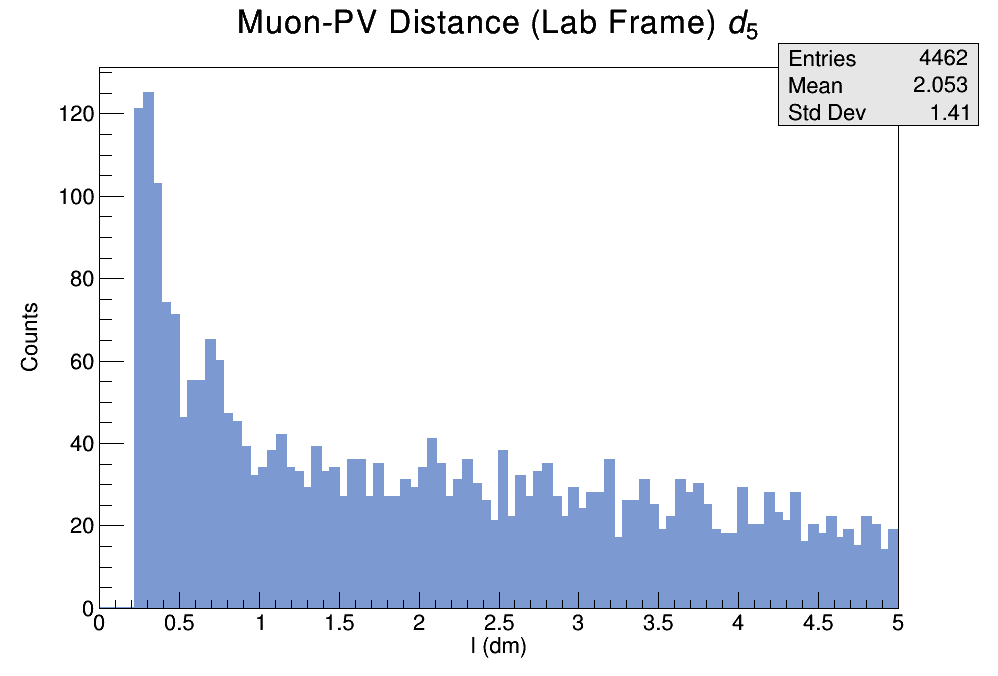 Muon-PV Distance (Lab Frame) d₅
Entries 4462
Mean 2.053
Std Dev 1.41
Counts
120
100
80
60
40
20
0
0 0.5 1 1.5 2 2.5 3 3.5 4 4.5 5
l (dm)